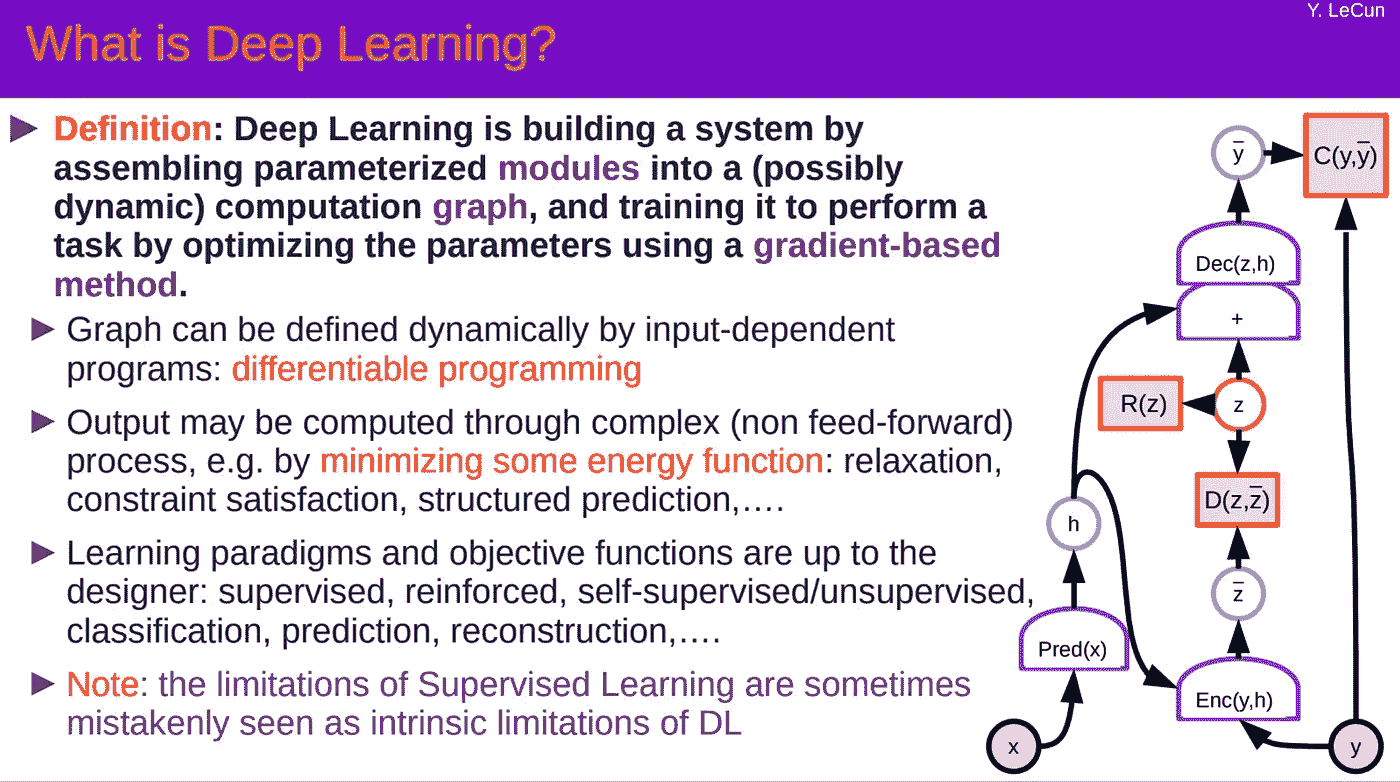 Y. LeCun
What is Deep Learning?
Definition: Deep Learning is building a system by
assembling parameterized modules into a (possibly
dynamic) computation graph, and training it to perform a
task by optimizing the parameters using a gradient-based
method.
Graph can be defined dynamically by input-dependent
programs: differentiable programming
Output may be computed through complex (non feed-forward)
process, e.g. by minimizing some energy function: relaxation,
constraint satisfaction, structured prediction,....
Learning paradigms and objective functions are up to the
designer: supervised, reinforced, self-supervised/unsupervised,
classification, prediction, reconstruction,....
Note: the limitations of Supervised Learning are sometimes
mistakenly seen as intrinsic limitations of DL
ȳ
C(y,ȳ)
Dec(z,h)
+
R(z)
z
D(z,z̄)
h
z̄
Pred(x)
Enc(y,h)
x
y